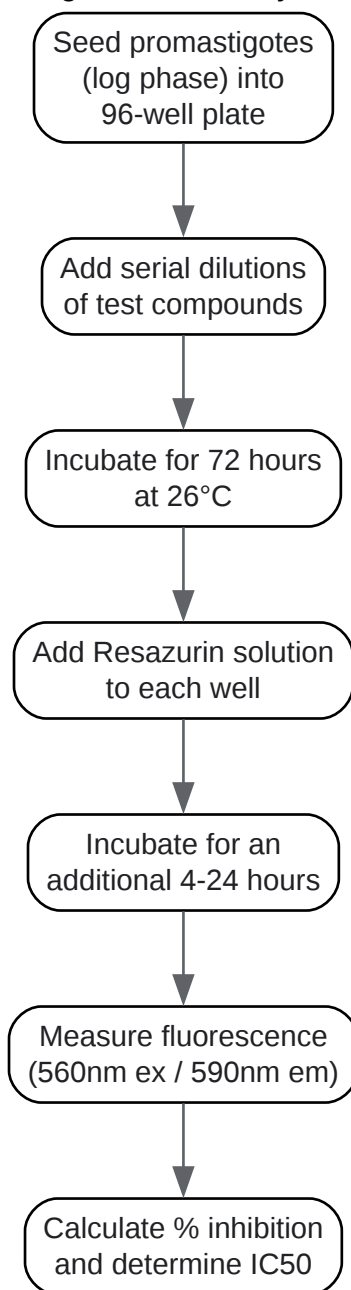 Seed promastigotes
(log phase) into
96-well plate
Add serial dilutions
of test compounds
Incubate for 72 hours
at 26°C
Add Resazurin solution
to each well
Incubate for an
additional 4-24 hours
Measure fluorescence
(560nm ex / 590nm em)
Calculate % inhibition
and determine IC50